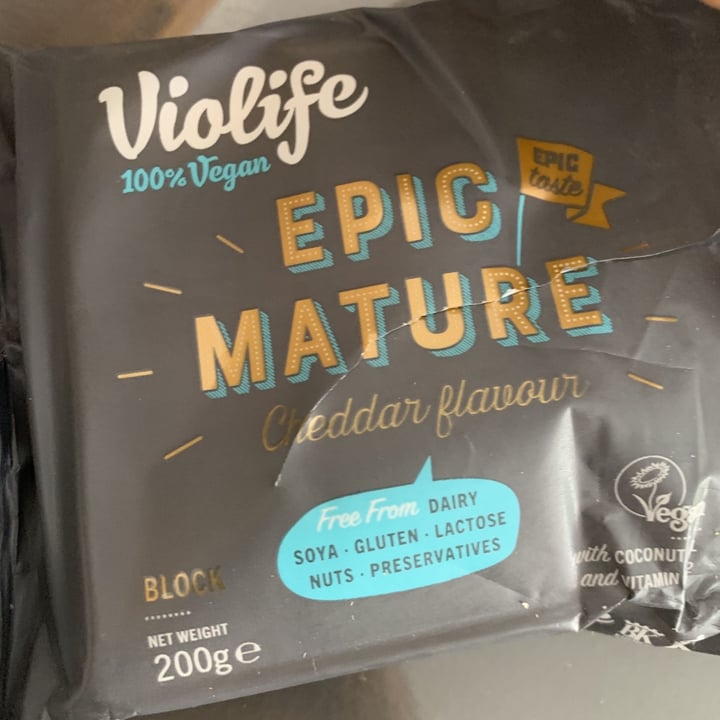 Violife
100% Vegan
EPIC
taste
EPIC
MATURE
Cheddar flavour
Free From DAIRY
SOYA · GLUTEN · LACTOSE
NUTS · PRESERVATIVES
BLOCK
NET WEIGHT
200g e
with COCONUT
and VITAMIN